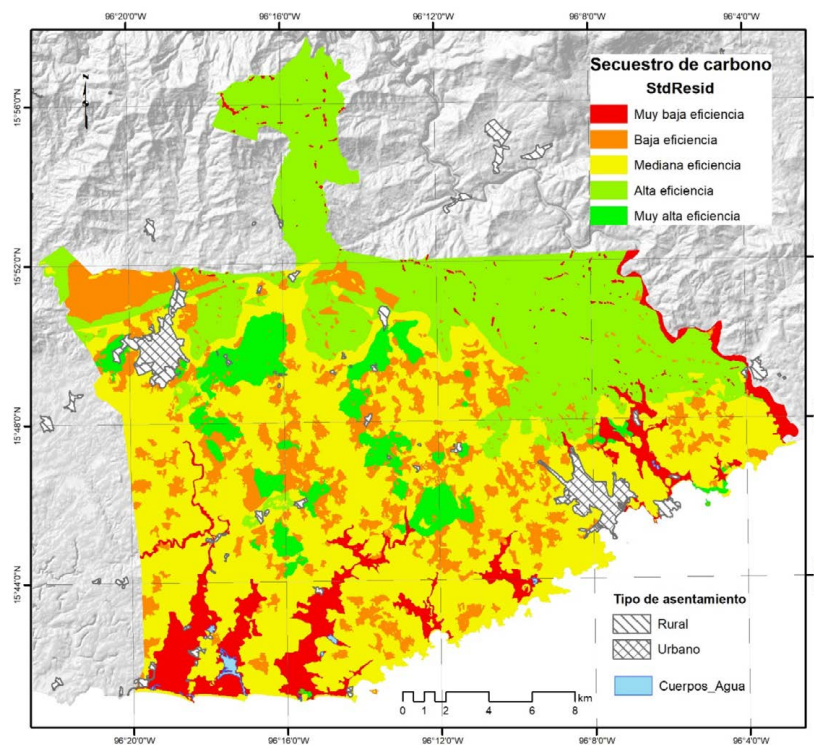 96°20'0"W 96°16'0"W 96°12'0"W 96°8'0"W 96°4'0"W
Secuestro de carbono
StdResid
Muy baja eficiencia
Baja eficiencia
Mediana eficiencia
Alta eficiencia
Muy alta eficiencia
15°56'0"N
15°52'0"N
15°48'0"N
15°44'0"N
Tipo de asentamiento
Rural
Urbano
Cuerpos_Agua
km
0 1 2 4 6 8
96°20'0"W 96°16'0"W 96°12'0"W 96°8'0"W 96°4'0"W